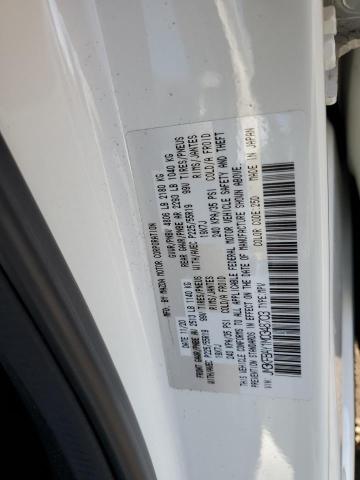 MFD. BY MAZDA MOTOR CORPORATION
11/20 GVWR/PNBV 4806 LB 2180 KG
FRONT GAWR/PNBE AV 2513 LB 1140 KG REAR GAWR/PNBE AR 2293 LB 1040 KG
WITH/AVEC P225/55R19 99V TIRES/PNEUS WITH/AVEC P225/55R19 99V TIRES/PNEUS
19X7J RIMS/JANTES 19X7J RIMS/JANTES
240 KPA/35 PSI COLD/A FROID 240 KPA/35 PSI COLD/A FROID
THIS VEHICLE CONFORMS TO ALL APPLICABLE FEDERAL MOTOR VEHICLE SAFETY AND THEFT
PREVENTION STANDARDS IN EFFECT ON THE DATE OF MANUFACTURE SHOWN ABOVE.
COLOR CODE: 25D MADE IN JAPAN
V.I.N. TYPE: MPV